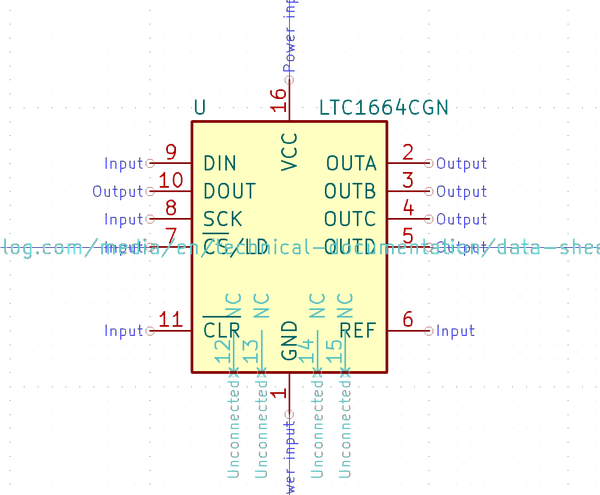 Power inp
16
U LTC1664CGN
VCC
Input 9 DIN OUTA 2 Output
Output 10 DOUT OUTB 3 Output
Input 8 SCK OUTC 4 Output
Input 7 CS/LD OUTD 5 Output
log.com/media/en/technical-documentation/data-shee
Input 11 CLR REF 6 Input
NC NC NC NC
12 13 GND 14 15
1
Unconnected Unconnected Unconnected Unconnected
wer input